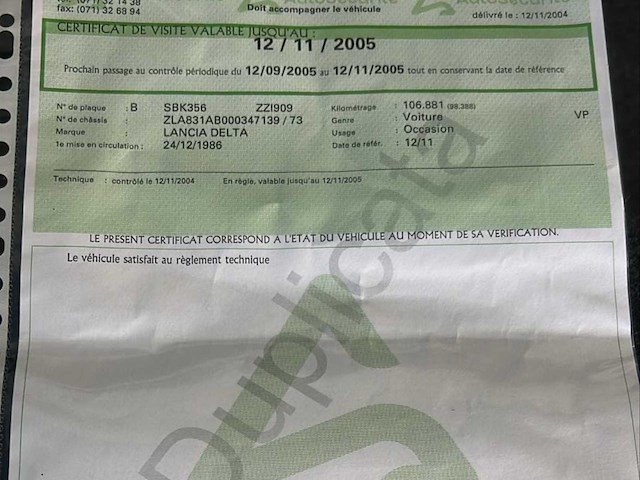 Doit accompagner le véhicule
AutoSécurité
fax: (071) 32 68 94
délivré le : 12/11/2004
CERTIFICAT DE VISITE VALABLE JUSQU'AU :
12 / 11 / 2005
Prochain passage au contrôle périodique du 12/09/2005 au 12/11/2005 tout en conservant la date de référence
N° de plaque : B SBK356 ZZI909 Kilométrage : 106.881 (98.388)
N° de châssis : ZLA831AB000347139 / 73 Genre : Voiture VP
Marque LANCIA DELTA Usage : Occasion
1e mise en circulation : 24/12/1986 Date de référ. : 12/11
Technique : contrôlé le 12/11/2004 En règle, valable jusqu'au 12/11/2005
LE PRESENT CERTIFICAT CORRESPOND A L'ETAT DU VEHICULE AU MOMENT DE SA VERIFICATION.
Le véhicule satisfait au règlement technique
Duplicata